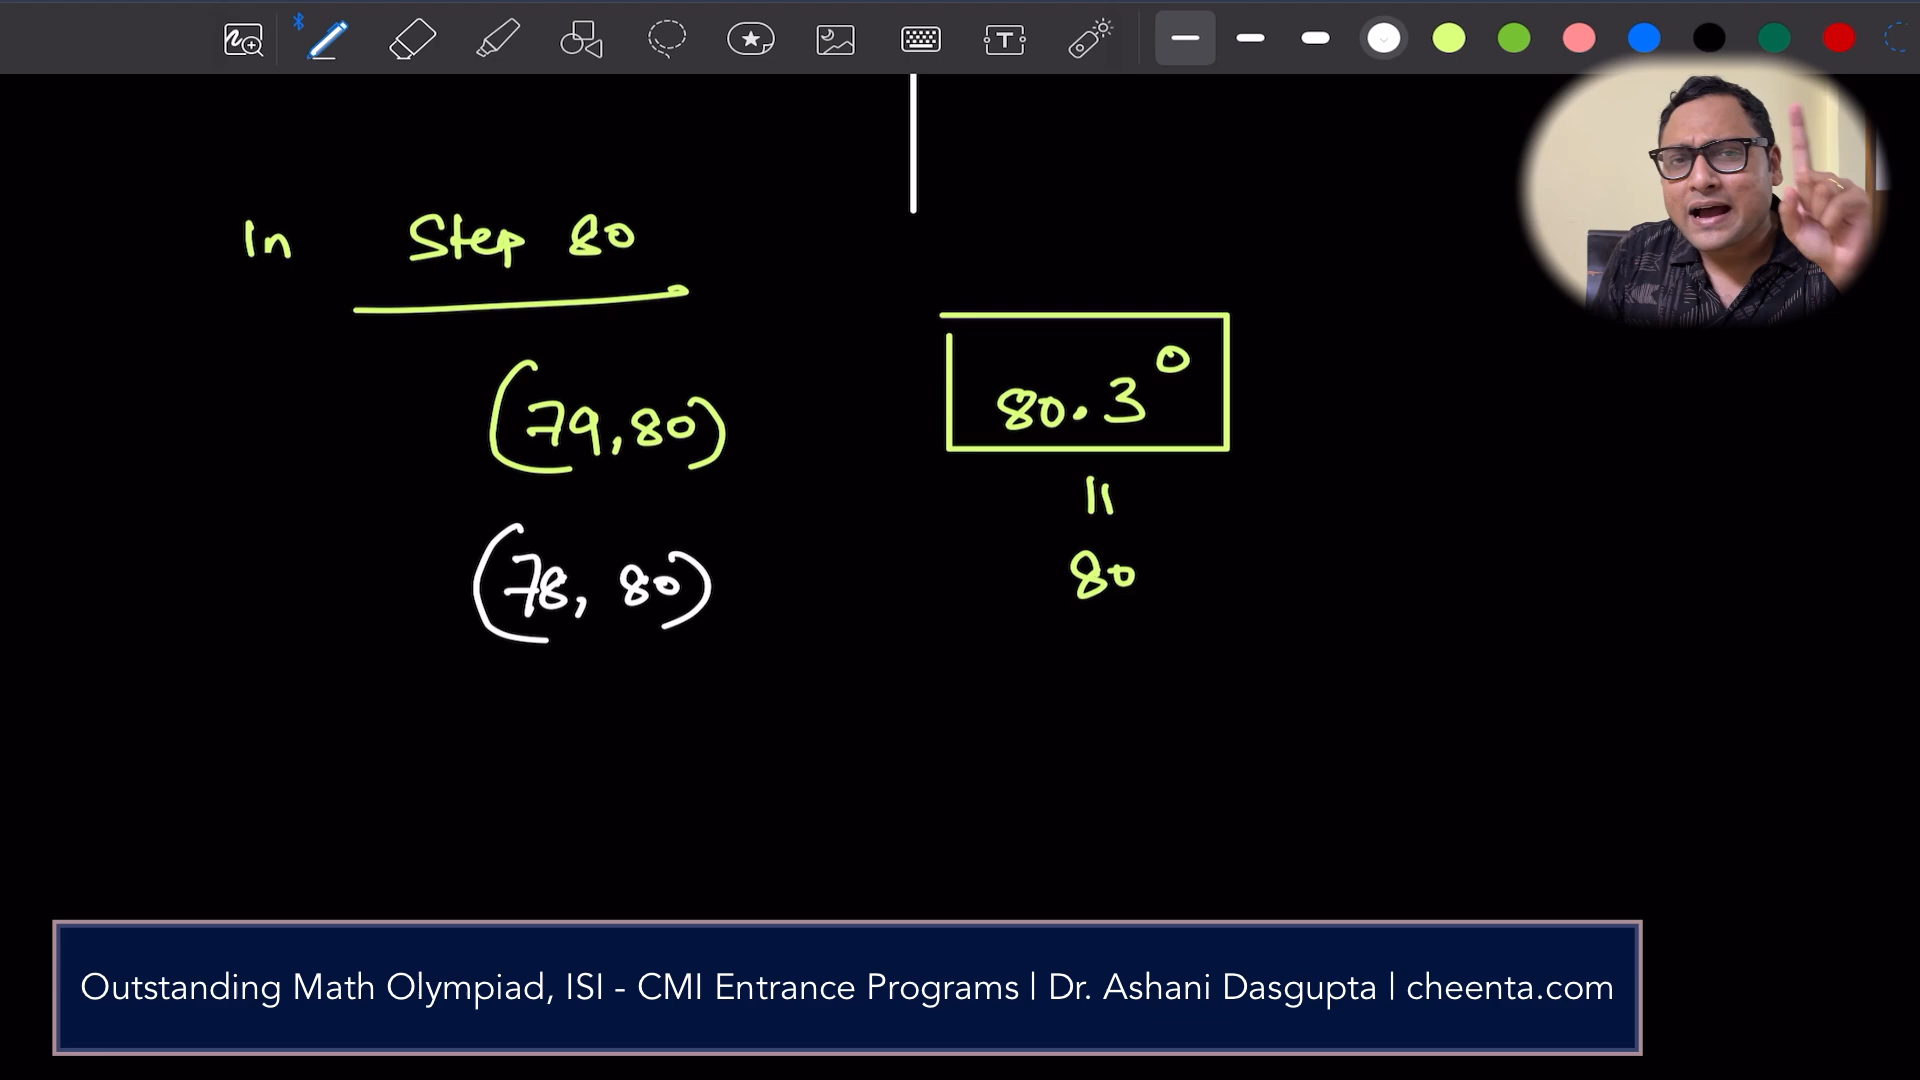 In Step 80
(79,80)
80.3⁰
=
80
(78, 80)
Outstanding Math Olympiad, ISI - CMI Entrance Programs | Dr. Ashani Dasgupta | cheenta.com